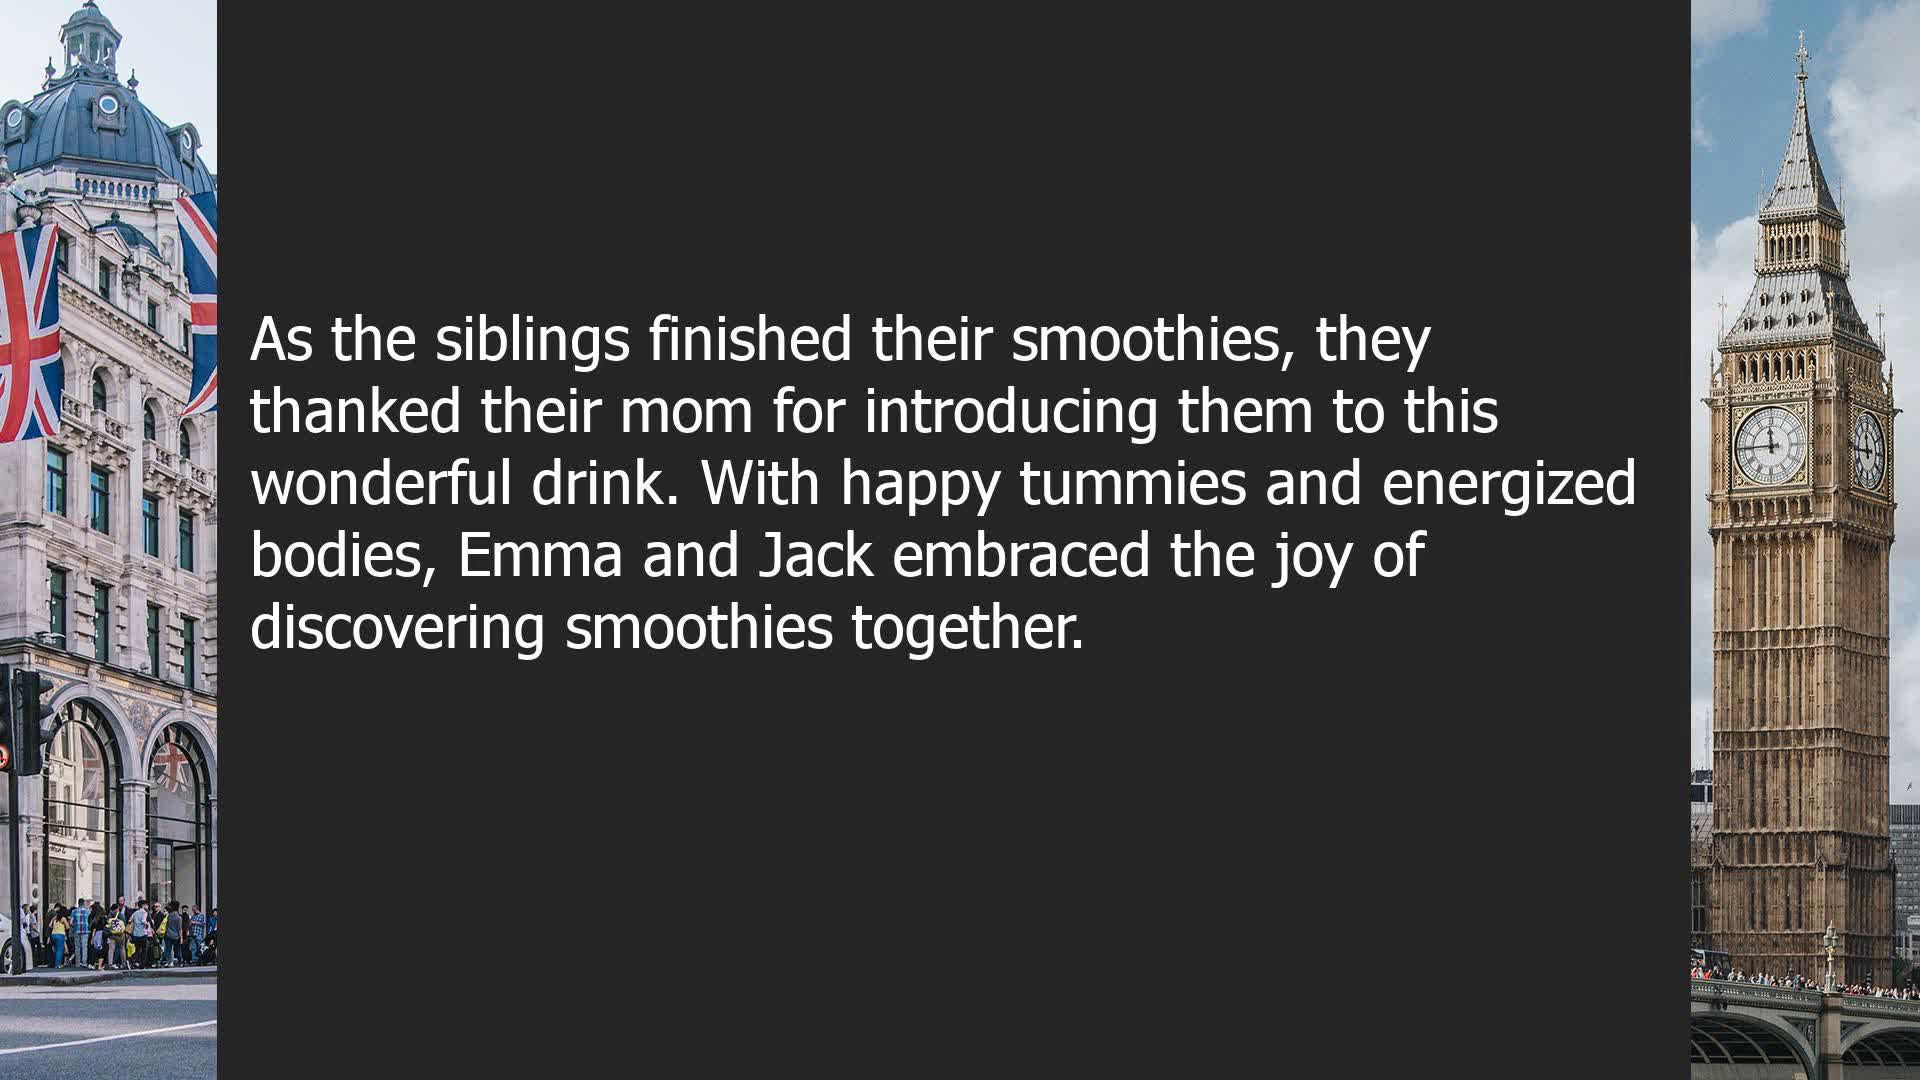 As the siblings finished their smoothies, they
thanked their mom for introducing them to this
wonderful drink. With happy tummies and energized
bodies, Emma and Jack embraced the joy of
discovering smoothies together.